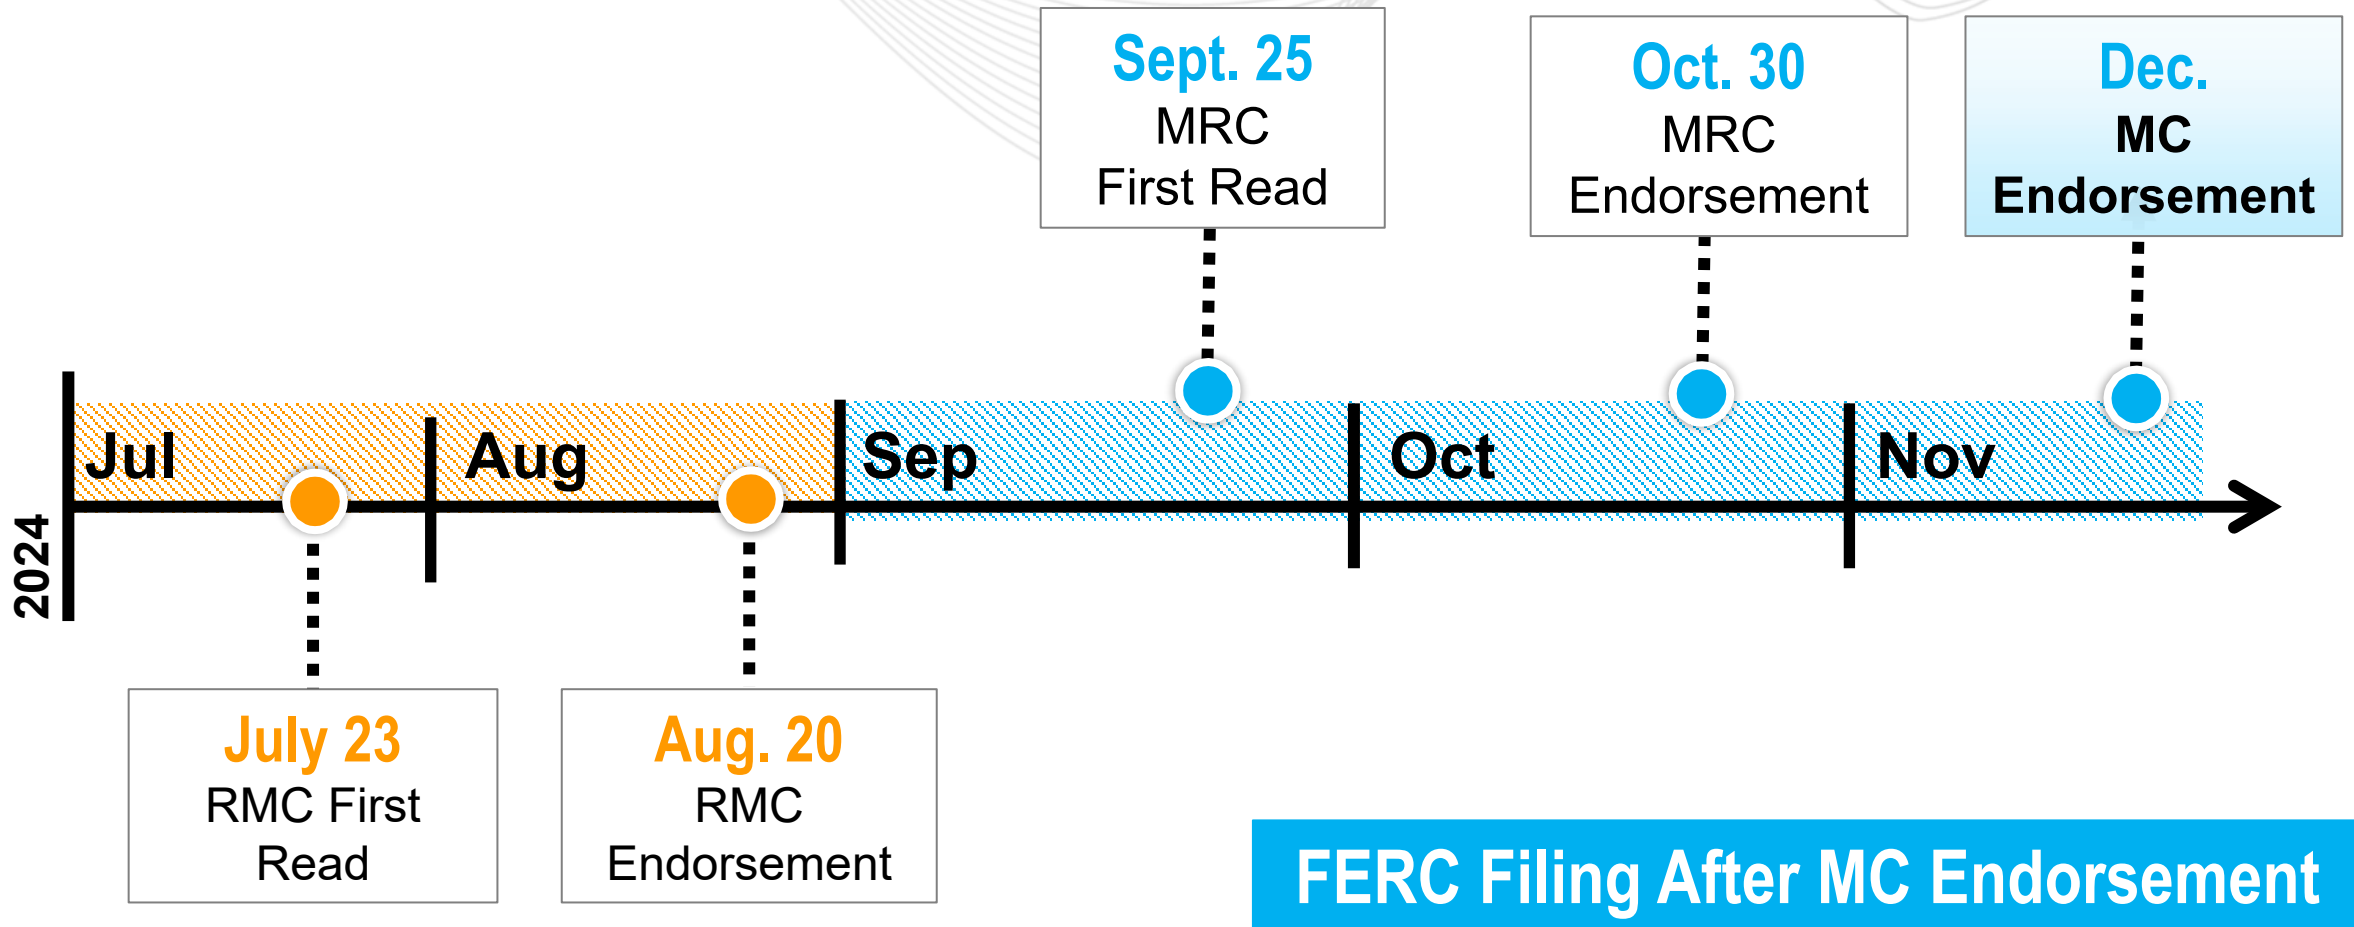 Sept. 25
MRC
First Read
Oct. 30
MRC
Endorsement
Dec.
MC
Endorsement
2024
Jul
Aug
Sep
Oct
Nov
July 23
RMC First
Read
Aug. 20
RMC
Endorsement
FERC Filing After MC Endorsement